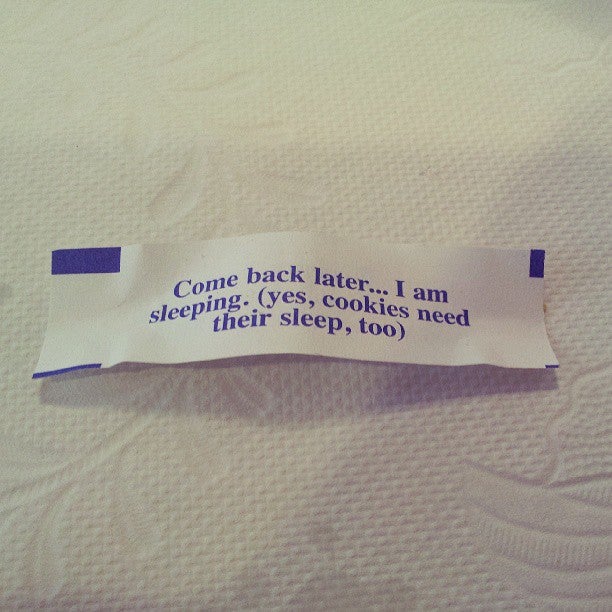 Come back later... I am
sleeping. (yes, cookies need
their sleep, too)